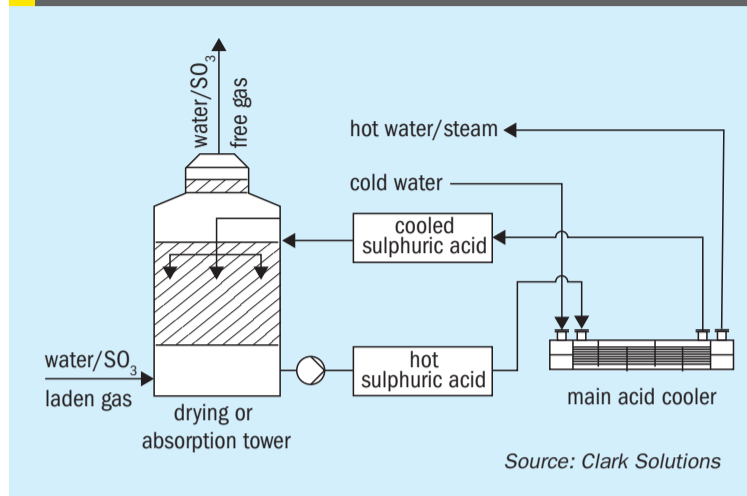 water/SO₃
free gas
hot water/steam
cold water
cooled
sulphuric acid
water/SO₃
laden gas
hot
sulphuric acid
main acid cooler
drying or
absorption tower
Source: Clark Solutions